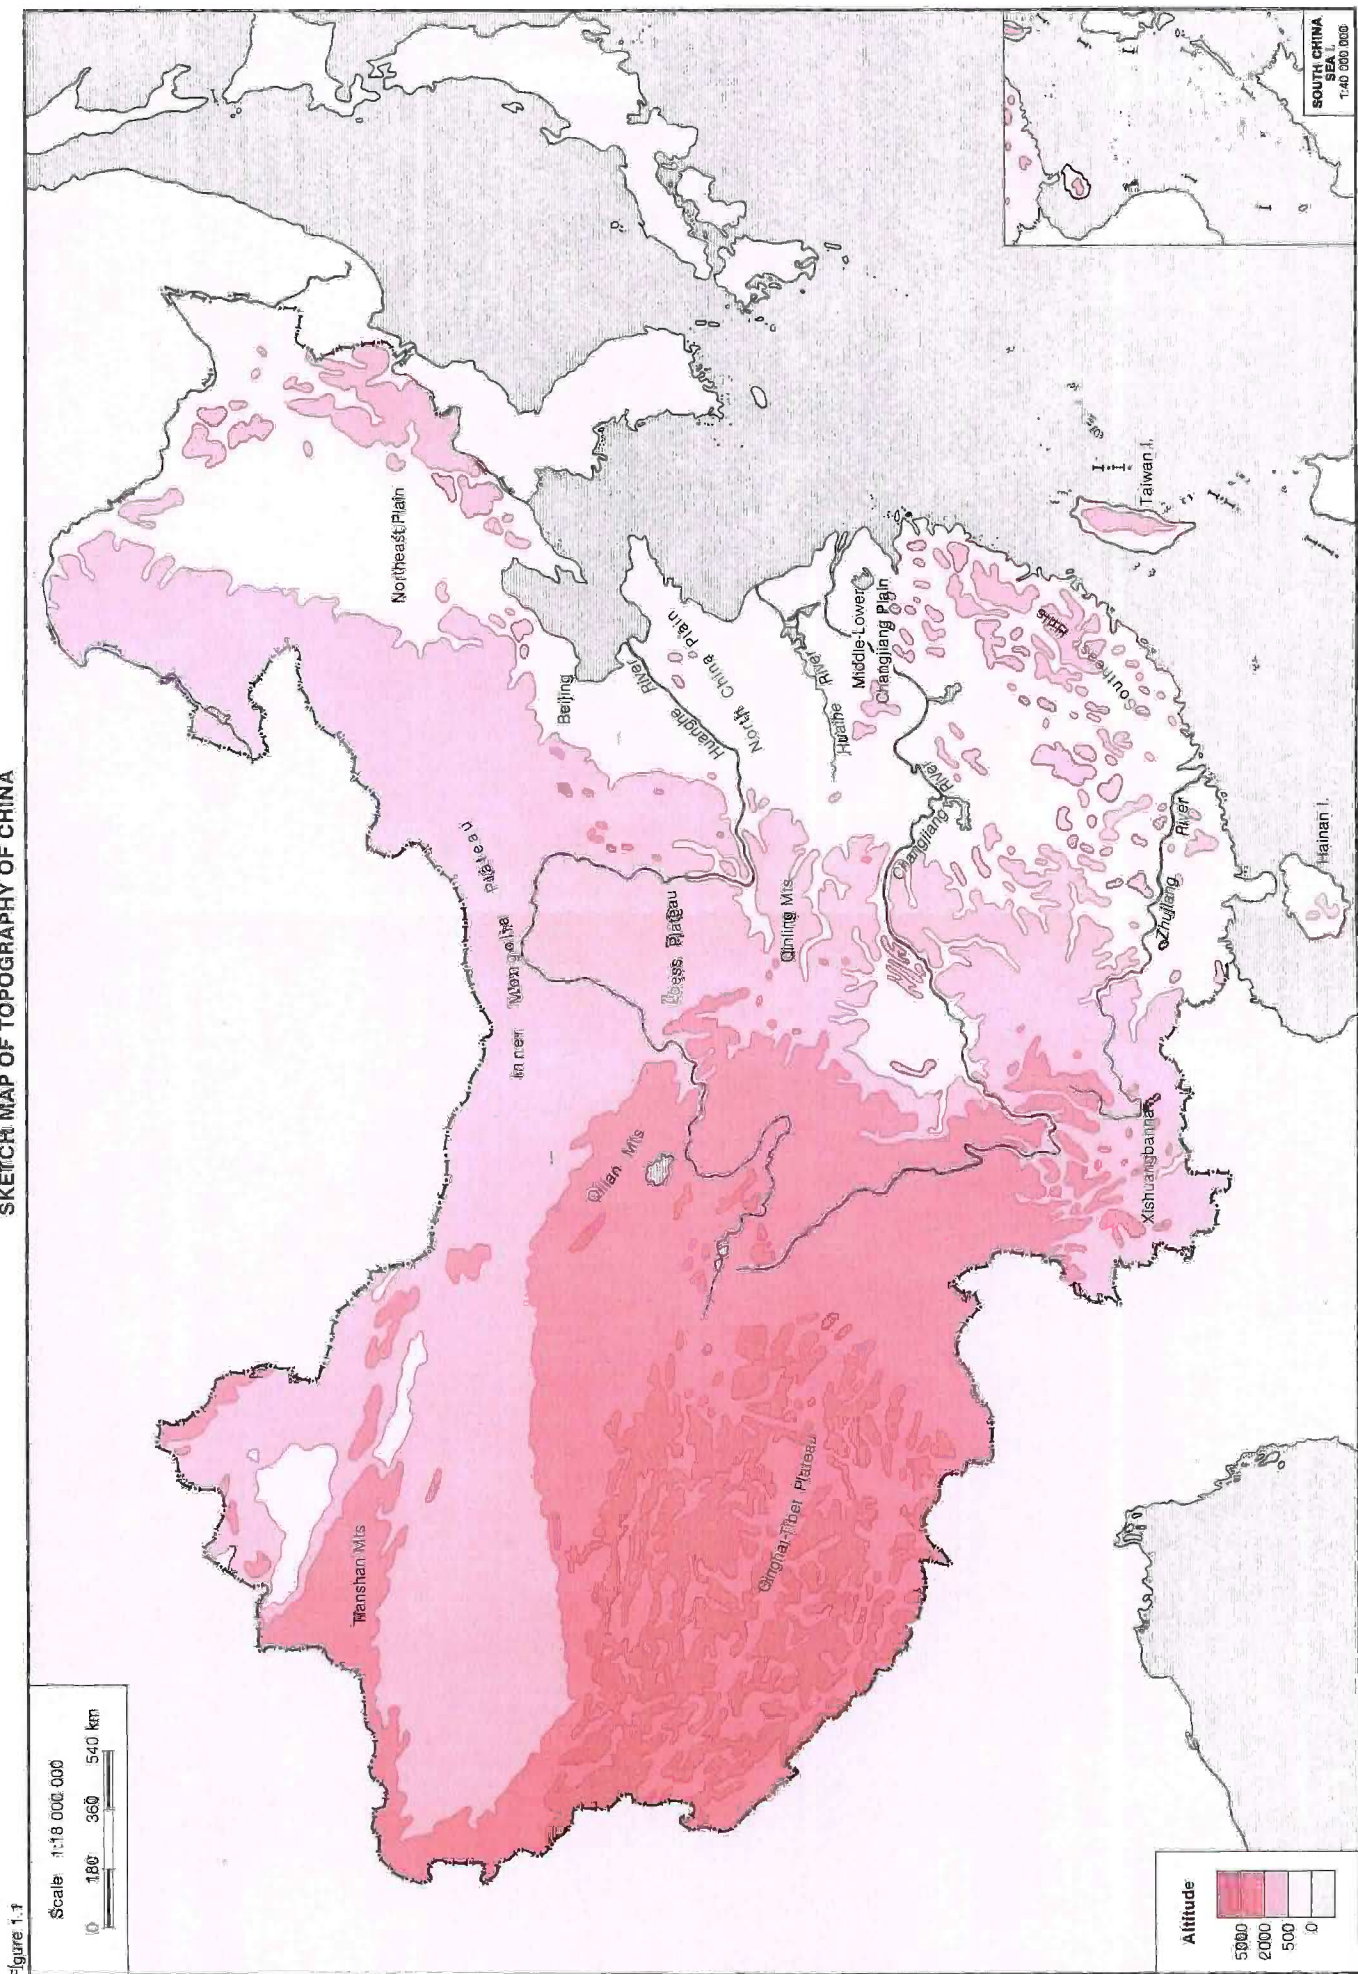 Figure 1.1
SKETCH MAP OF TOPOGRAPHY OF CHINA
Scale 1:18 000 000
0 180 360 540 km
Tianshan Mts
Inner Mongolia Plateau
Northeast Plain
Beijing
Qilian Mts
Loess Plateau
Huanghe River
North China Plain
Qinling Mts
Huaihe River
Qinghai-Tibet Plateau
Middle-Lower
Changjiang Plain
Changjiang River
Southeast Hills
Xishuangbanna
Zhujiang River
Taiwan I.
Hainan I.
Altitude
5000
2000
500
0
SOUTH CHINA
SEA I.
1:40 000 000